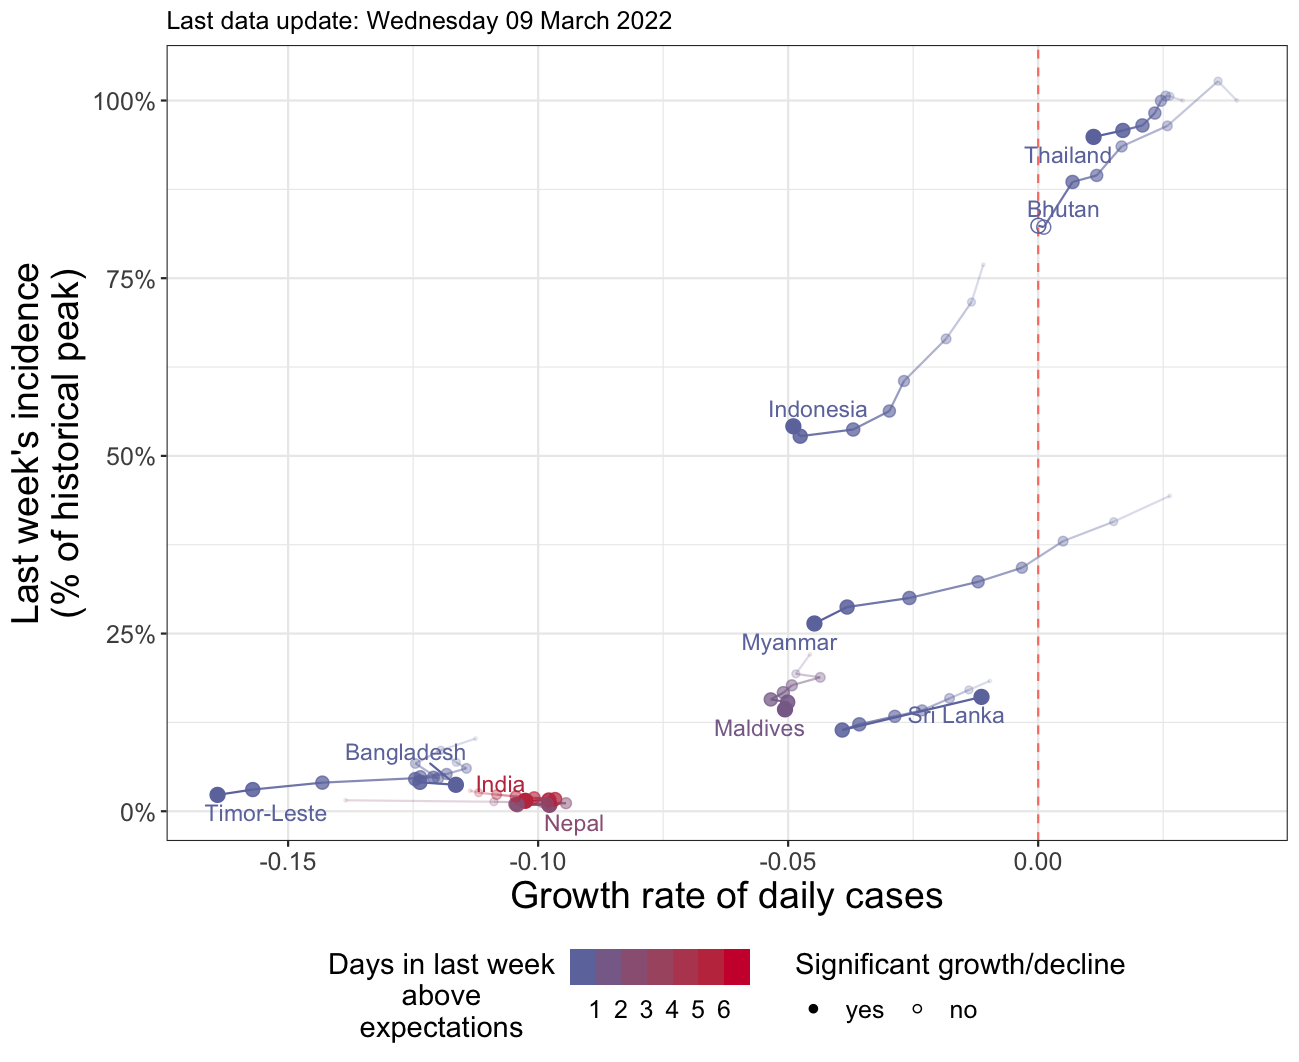 Last data update: Wednesday 09 March 2022
Last week's incidence
(% of historical peak)
100%
75%
50%
25%
0%
Thailand
Bhutan
Indonesia
Myanmar
Maldives
Sri Lanka
Bangladesh
India
Timor-Leste
Nepal
-0.15
-0.10
-0.05
0.00
Growth rate of daily cases
Days in last week
above
expectations
1 2 3 4 5 6
Significant growth/decline
yes
no